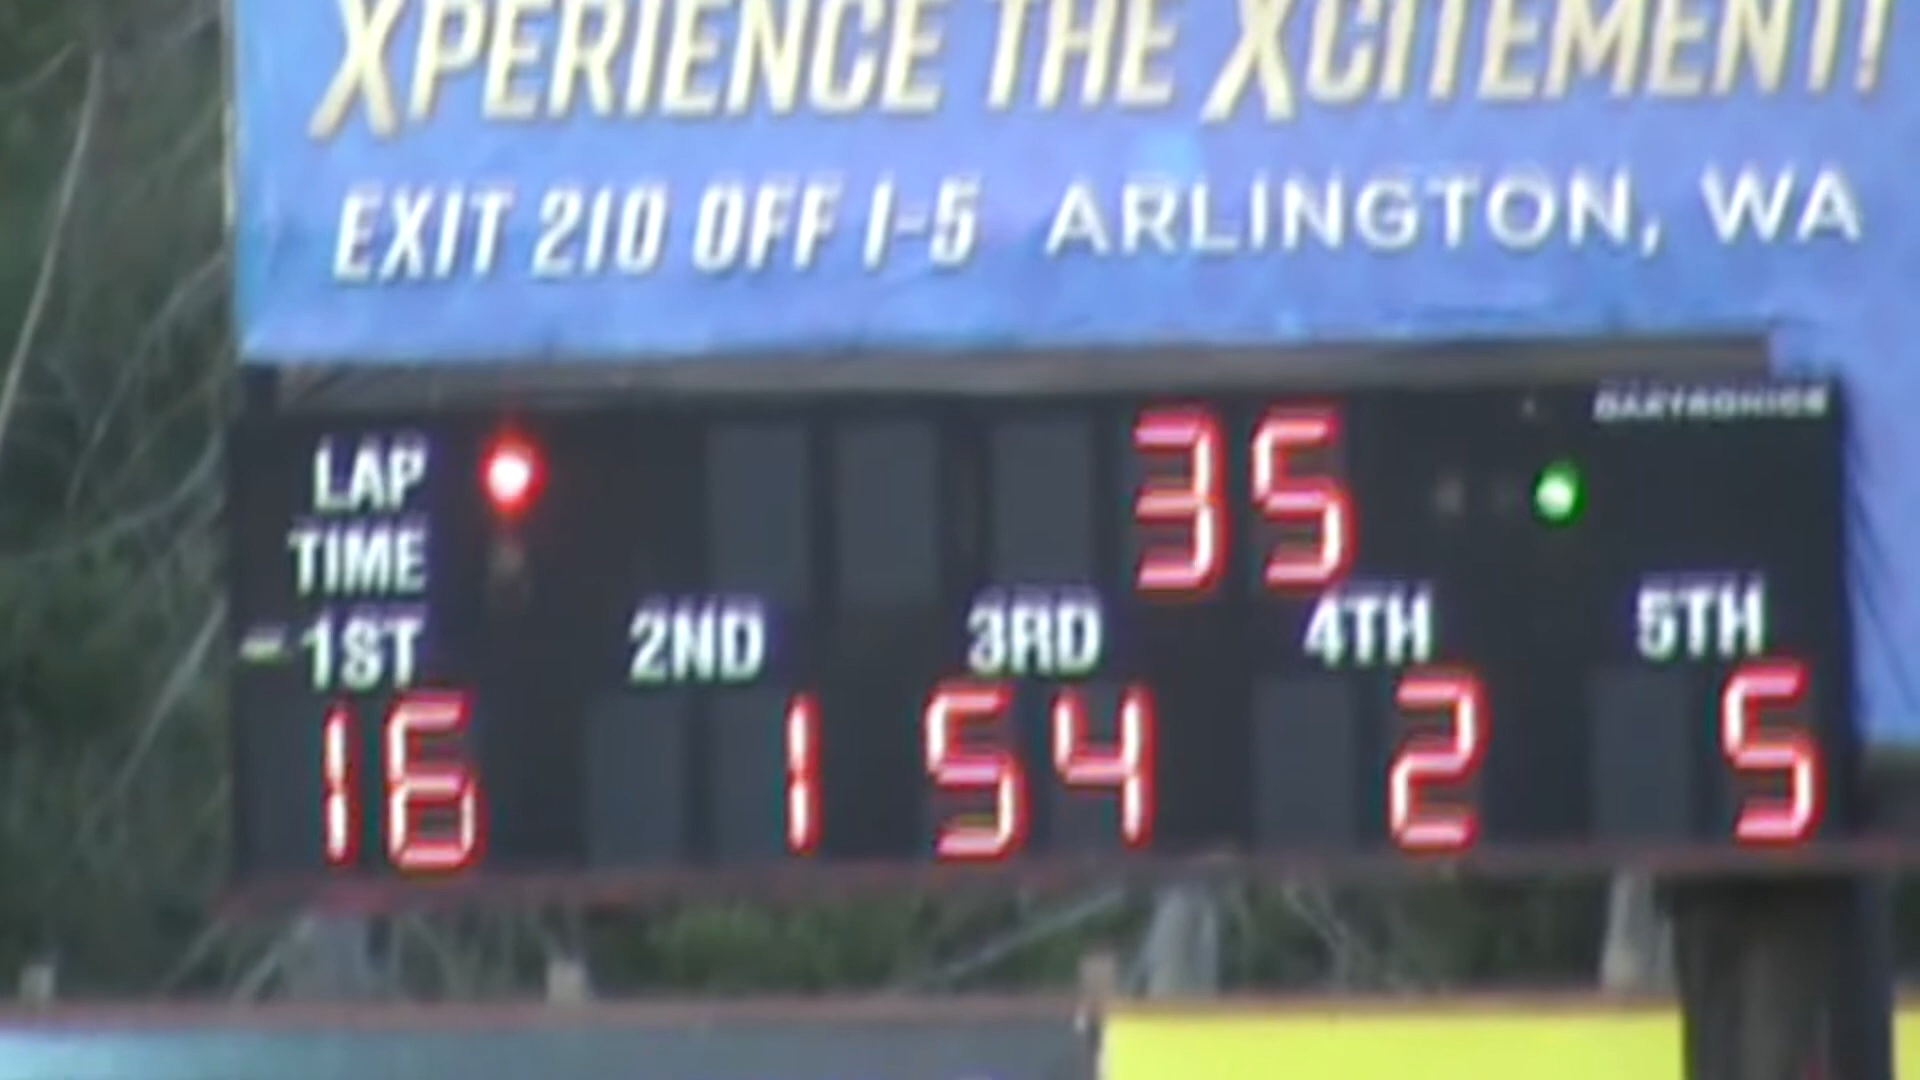 XPERIENCE THE XCITEMENT!
EXIT 210 OFF I-5 ARLINGTON, WA
DAKTRONICS
LAP 35
TIME
1ST 2ND 3RD 4TH 5TH
16 1 54 2 5